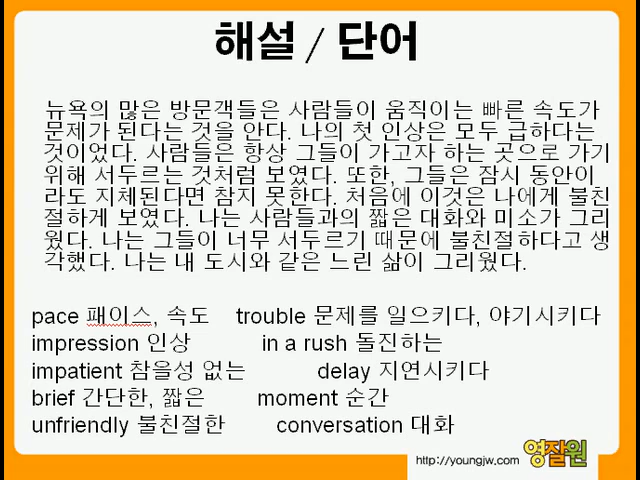 해설 / 단어
뉴욕의 많은 방문객들은 사람들이 움직이는 빠른 속도가
문제가 된다는 것을 안다. 나의 첫 인상은 모두 급하다는
것이었다. 사람들은 항상 그들이 가고자 하는 곳으로 가기
위해 서두르는 것처럼 보였다. 또한, 그들은 잠시 동안이
라도 지체된다면 참지 못한다. 처음에 이것은 나에게 불친
절하게 보였다. 나는 사람들과의 짧은 대화와 미소가 그리
웠다. 나는 그들이 너무 서두르기 때문에 불친절하다고 생
각했다. 나는 내 도시와 같은 느린 삶이 그리웠다.
pace 패이스, 속도 trouble 문제를 일으키다, 야기시키다
impression 인상 in a rush 돌진하는
impatient 참을성 없는 delay 지연시키다
brief 간단한, 짧은 moment 순간
unfriendly 불친절한 conversation 대화
http://youngjw.com 영잘원